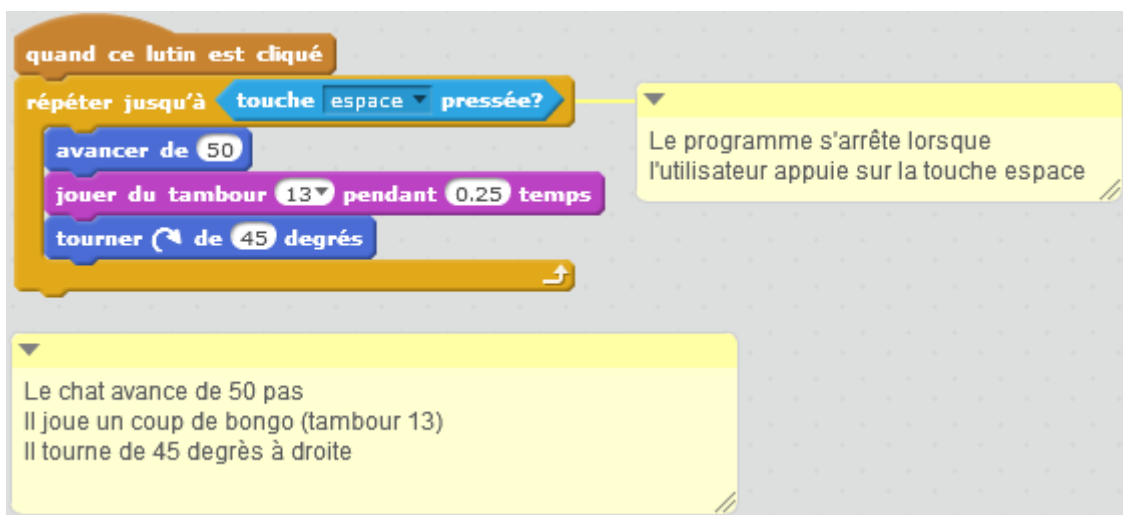 quand ce lutin est cliqué
répéter jusqu'à touche espace pressée?
avancer de 50
jouer du tambour 13 pendant 0.25 temps
tourner de 45 degrés
Le programme s'arrête lorsque
l'utilisateur appuie sur la touche espace
Le chat avance de 50 pas
Il joue un coup de bongo (tambour 13)
Il tourne de 45 degrès à droite